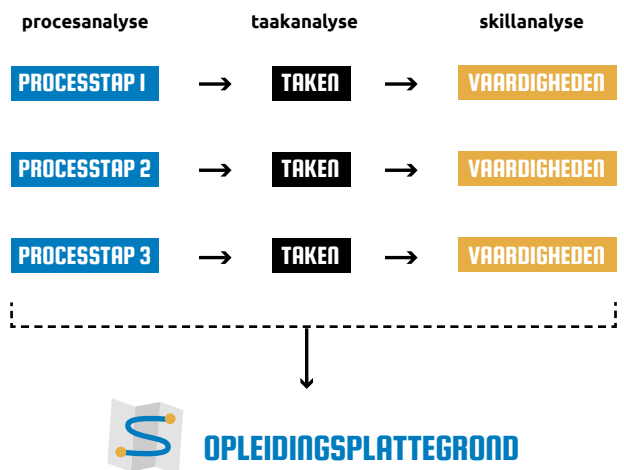 procesanalyse taakanalyse skillanalyse
PROCESSTAP 1 TAKEN VAARDIGHEDEN
PROCESSTAP 2 TAKEN VAARDIGHEDEN
PROCESSTAP 3 TAKEN VAARDIGHEDEN
OPLEIDINGSPLATTEGROND